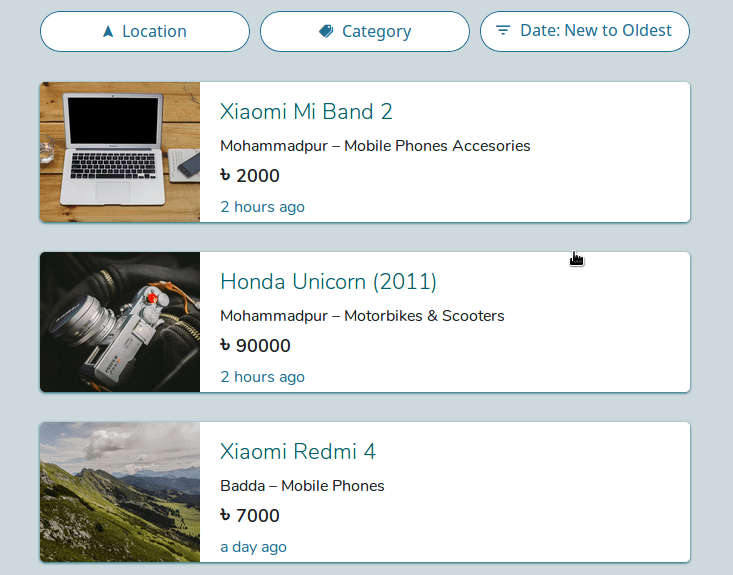 Location
Category
Date: New to Oldest
Xiaomi Mi Band 2
Mohammadpur – Mobile Phones Accesories
৳ 2000
2 hours ago
Honda Unicorn (2011)
Mohammadpur – Motorbikes & Scooters
৳ 90000
2 hours ago
Xiaomi Redmi 4
Badda – Mobile Phones
৳ 7000
a day ago